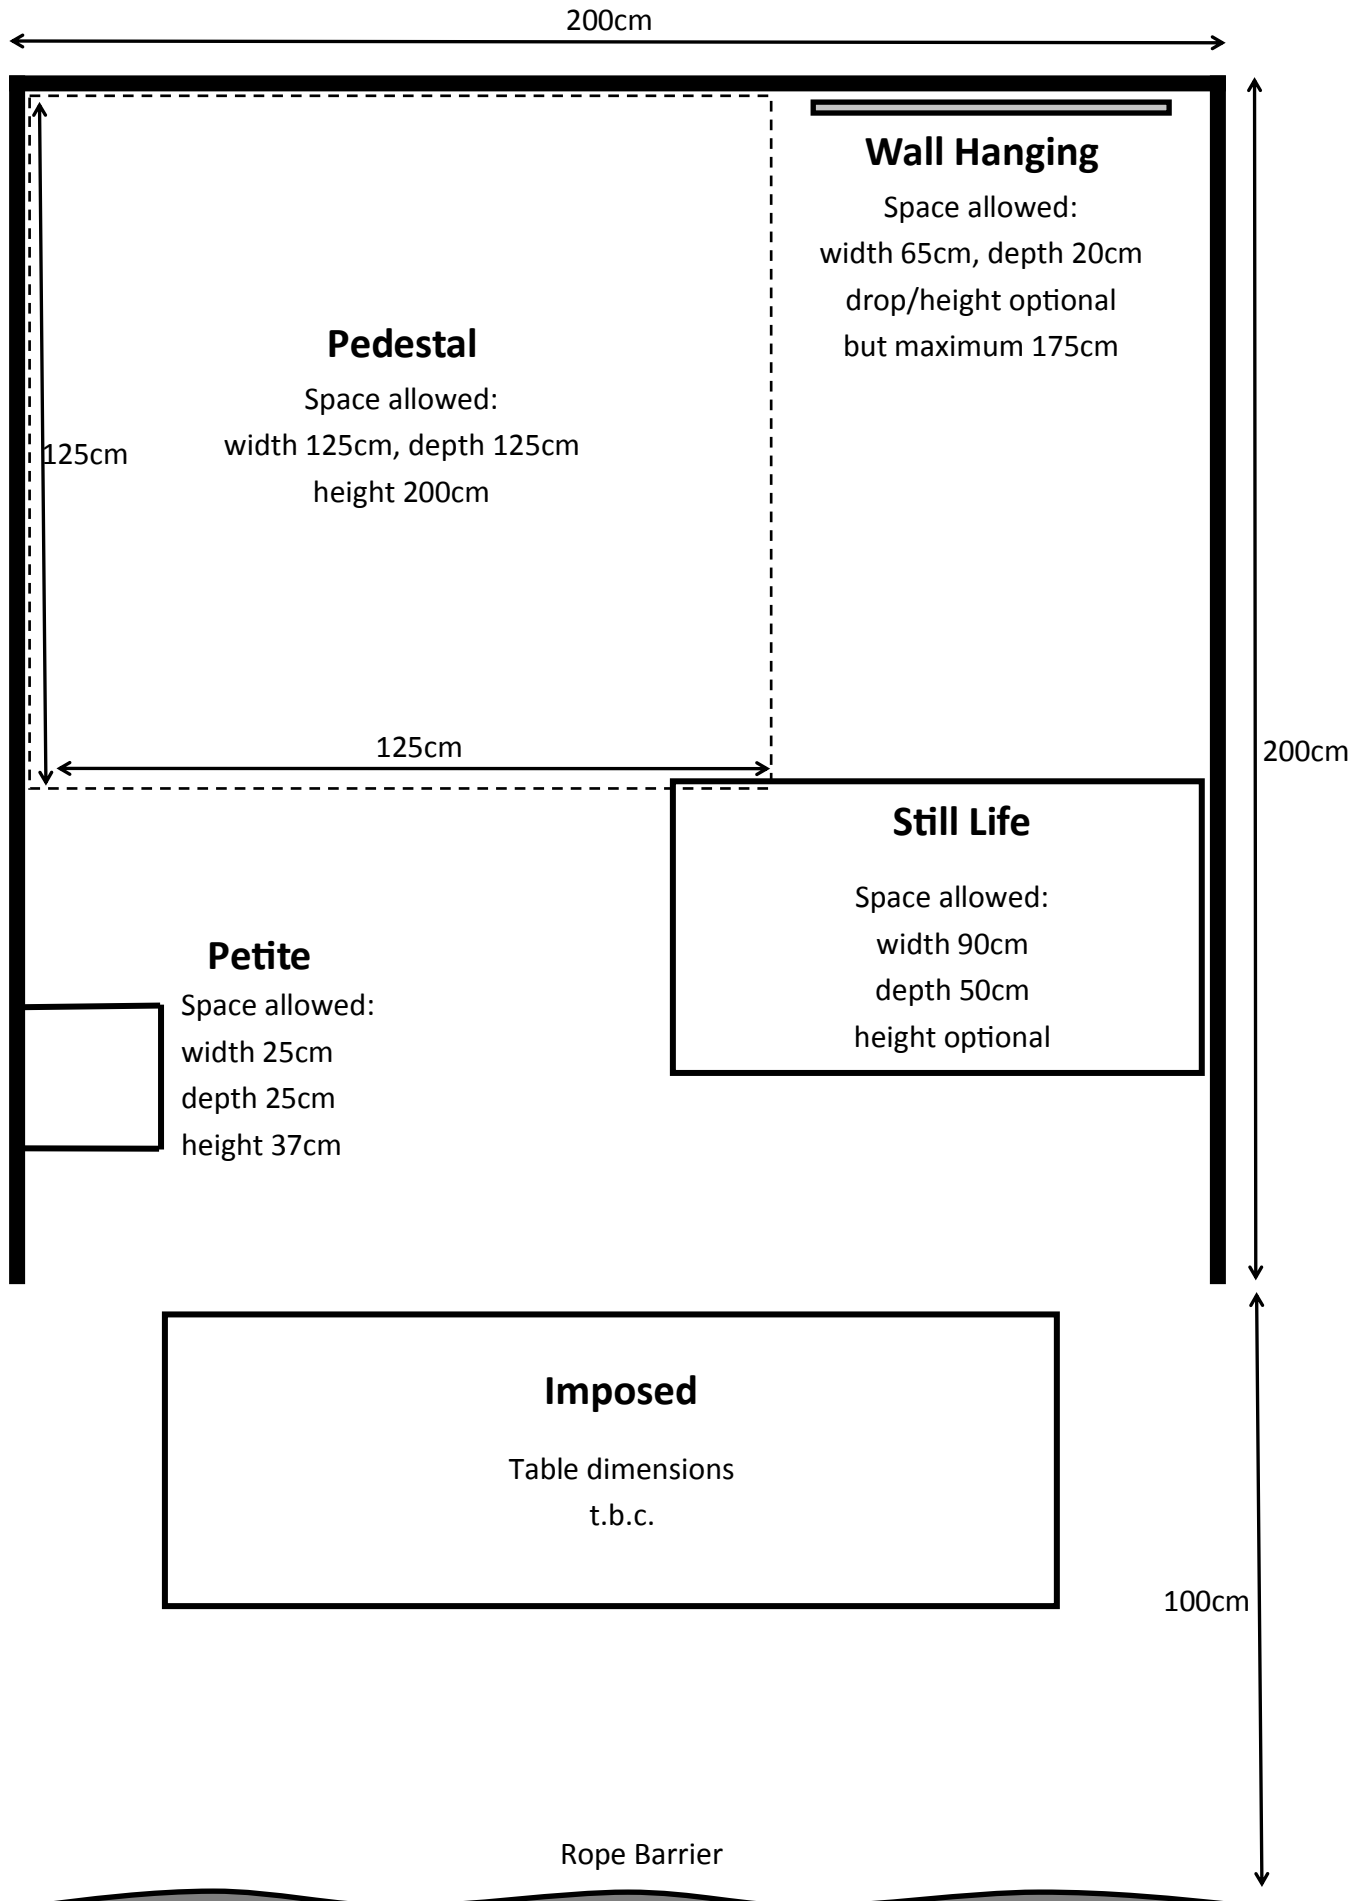 200cm
Wall Hanging
Space allowed:
width 65cm, depth 20cm
drop/height optional
but maximum 175cm
Pedestal
Space allowed:
width 125cm, depth 125cm
height 200cm
125cm
125cm
200cm
Still Life
Space allowed:
width 90cm
depth 50cm
height optional
Petite
Space allowed:
width 25cm
depth 25cm
height 37cm
Imposed
Table dimensions
t.b.c.
100cm
Rope Barrier